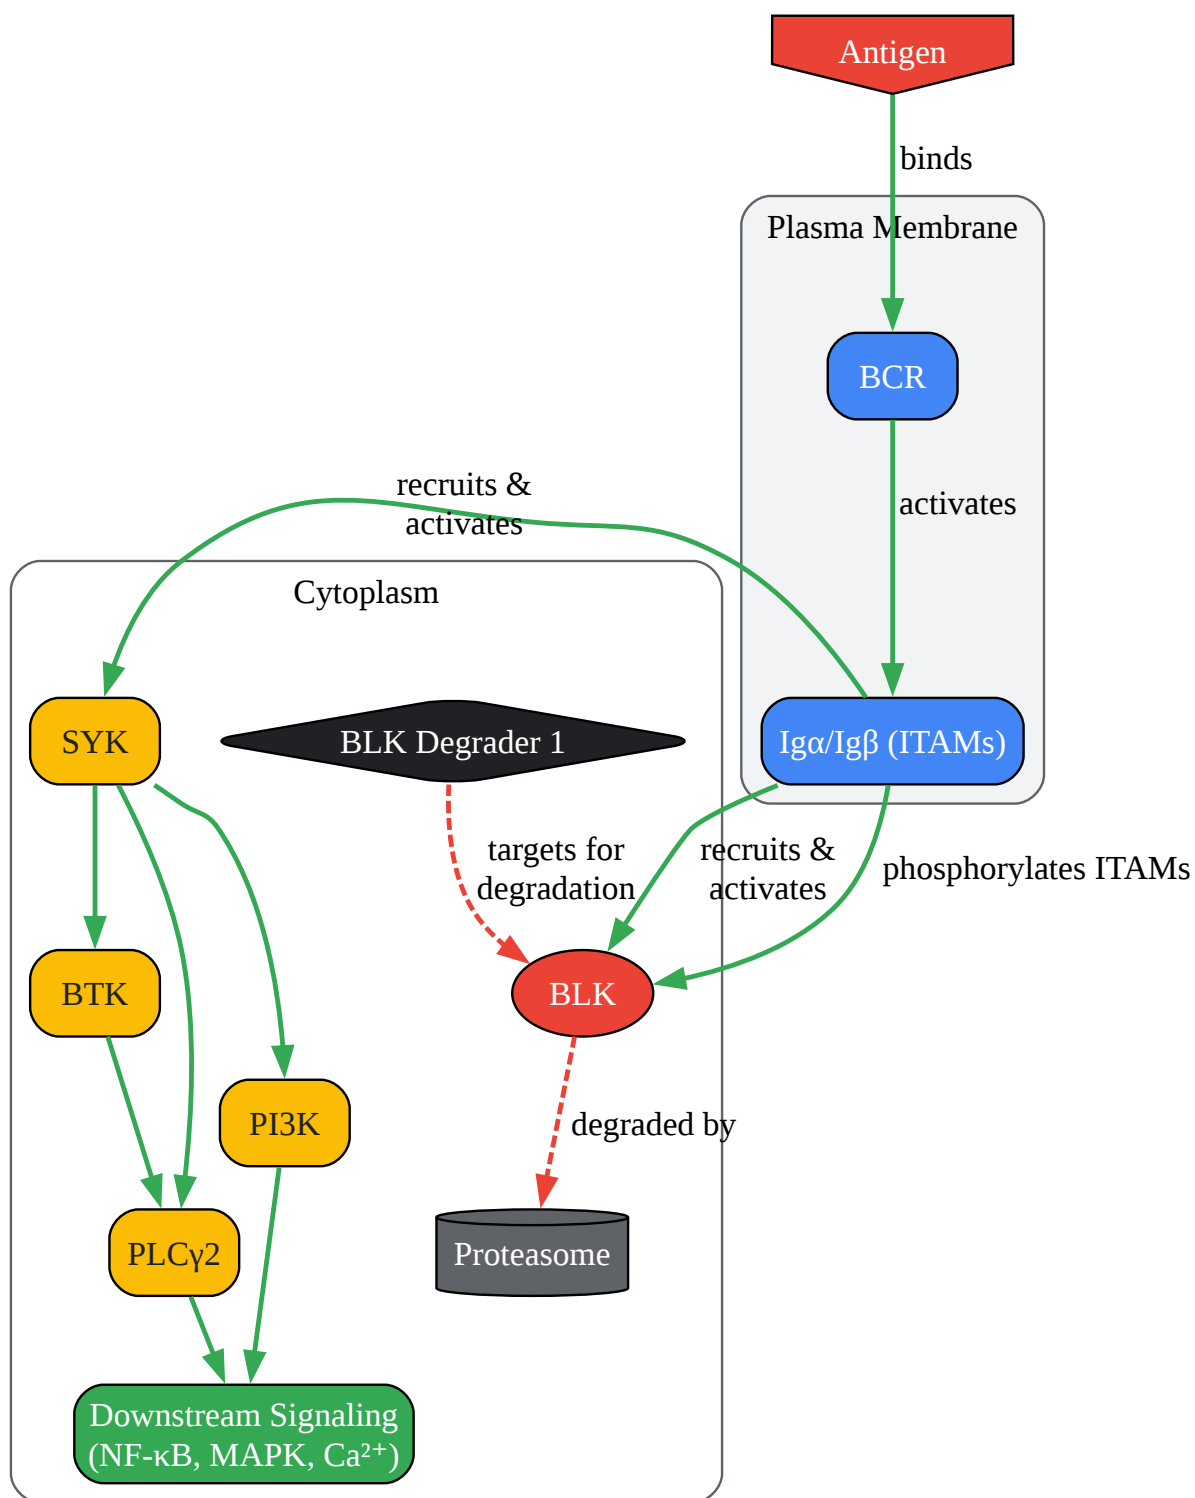 Antigen
binds
Plasma Membrane
BCR
recruits &
activates
activates
Cytoplasm
SYK
BLK Degrader 1
Igα/Igβ (ITAMs)
targets for
degradation
recruits &
activates
phosphorylates ITAMs
BTK
BLK
PI3K
degraded by
PLCγ2
Proteasome
Downstream Signaling
(NF-κB, MAPK, Ca²⁺)